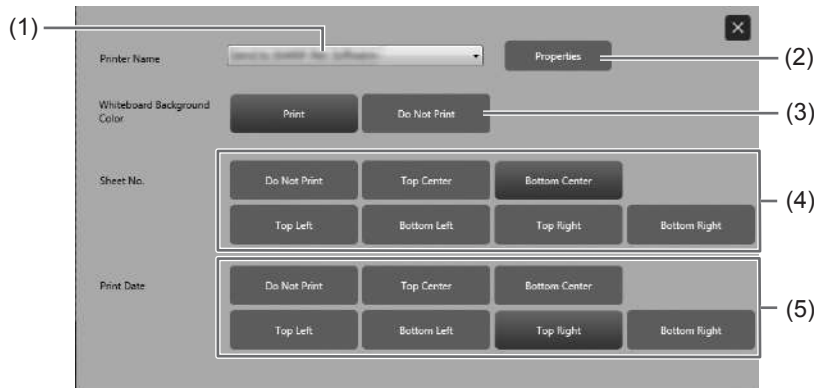 (1)
Printer Name
Properties
(2)
Whiteboard Background
Color
Print
Do Not Print
(3)
Sheet No.
Do Not Print
Top Center
Bottom Center
(4)
Top Left
Bottom Left
Top Right
Bottom Right
Print Date
Do Not Print
Top Center
Bottom Center
(5)
Top Left
Bottom Left
Top Right
Bottom Right